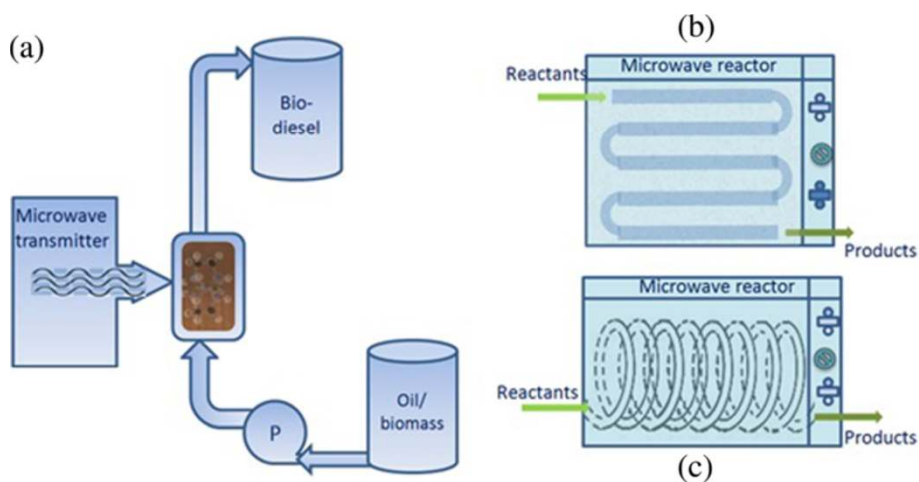 (a)
Bio-
diesel
Microwave
transmitter
Oil/
biomass
P
(b)
Microwave reactor
Reactants
Products
Microwave reactor
Reactants
Products
(c)